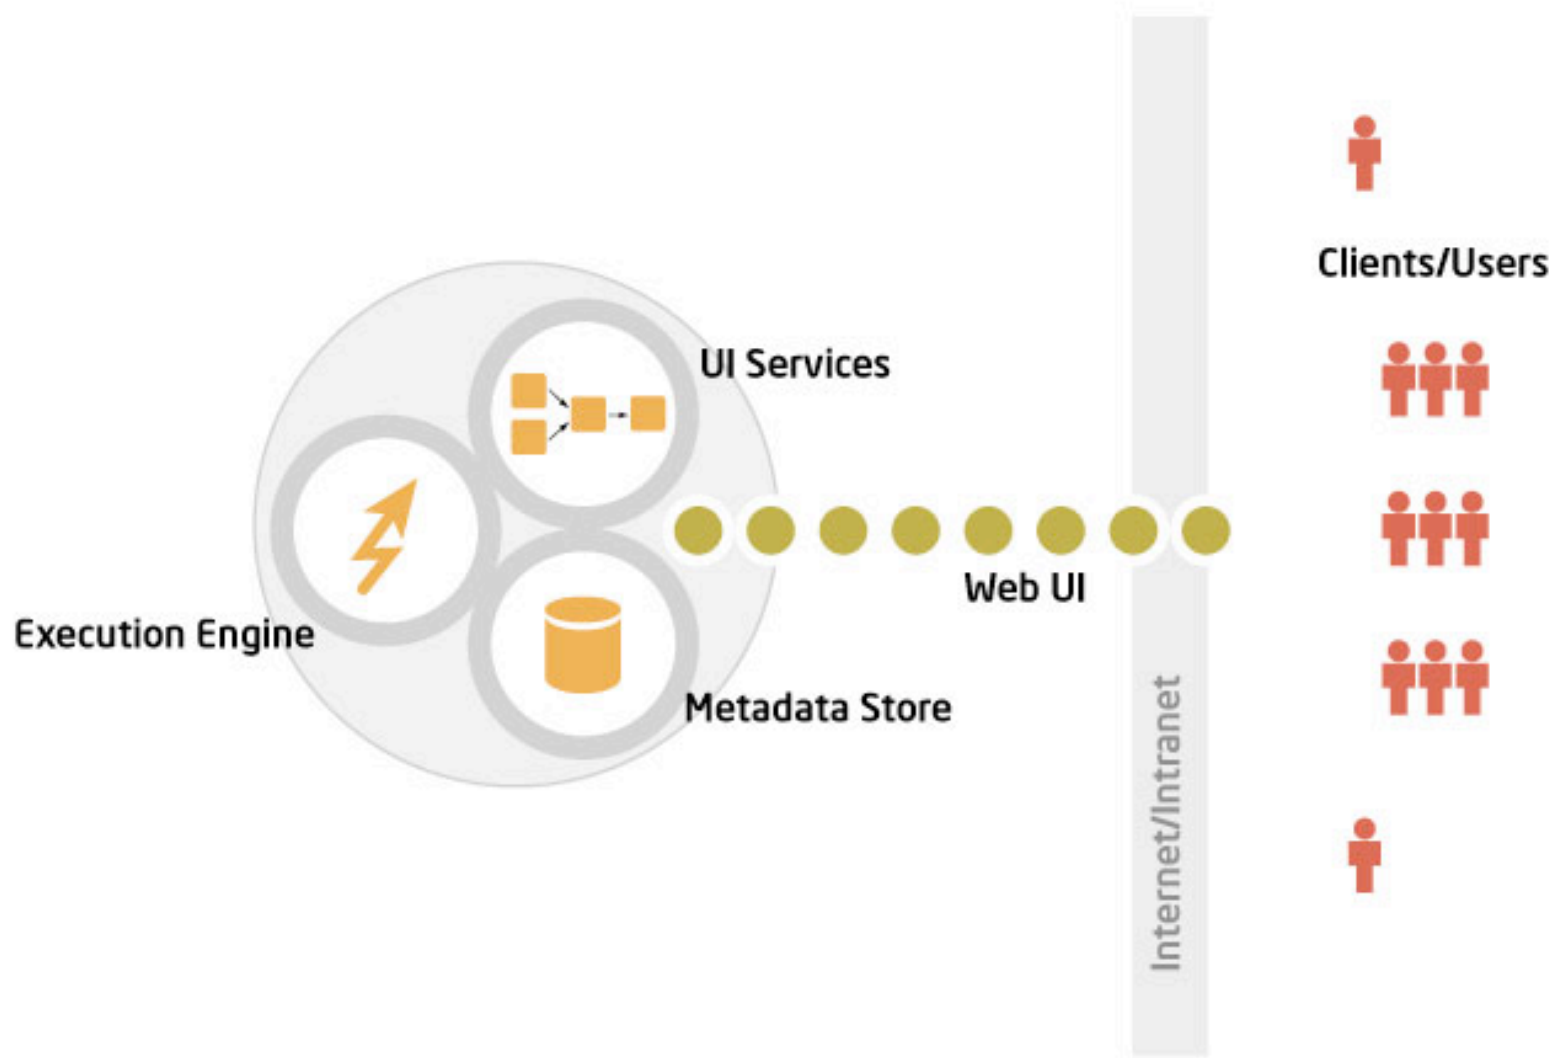 Clients/Users
UI Services
Web UI
Execution Engine
Metadata Store
Internet/Intranet